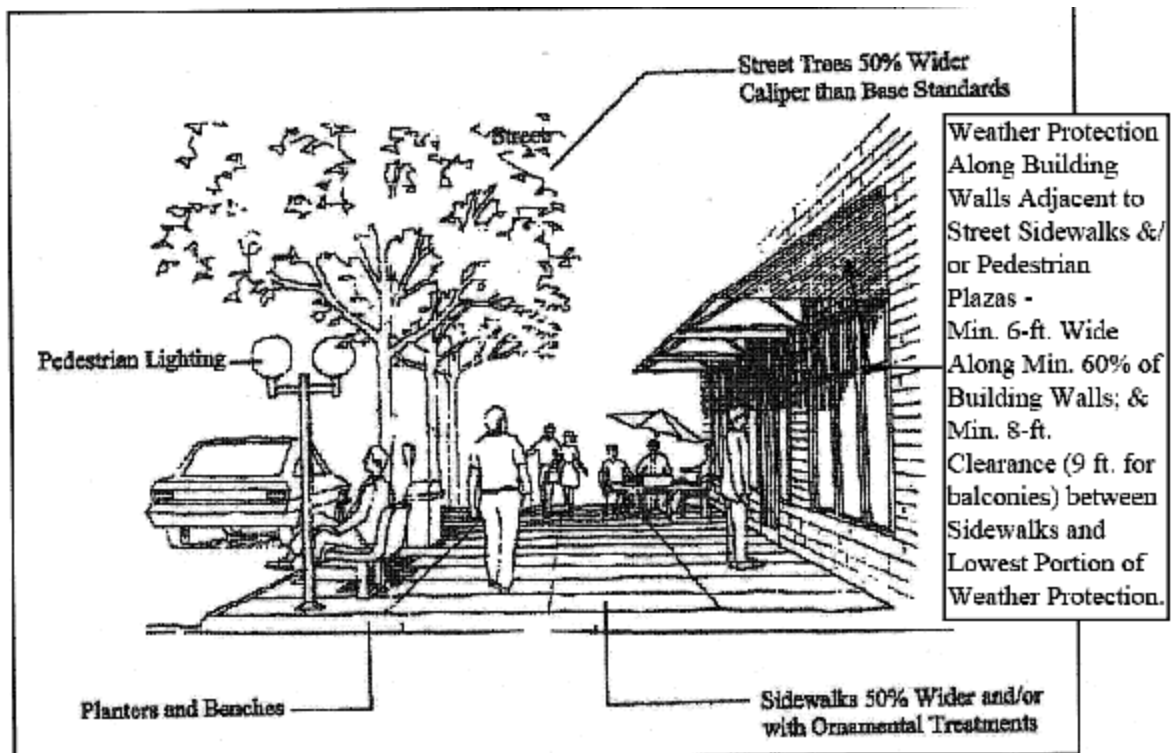 Street Trees 50% Wider
Caliper than Base Standards
Street
Weather Protection
Along Building
Walls Adjacent to
Street Sidewalks &/
or Pedestrian
Plazas -
Min. 6-ft. Wide
Along Min. 60% of
Building Walls; &
Min. 8-ft.
Clearance (9 ft. for
balconies) between
Sidewalks and
Lowest Portion of
Weather Protection.
Pedestrian Lighting
Planters and Benches
Sidewalks 50% Wider and/or
with Ornamental Treatments